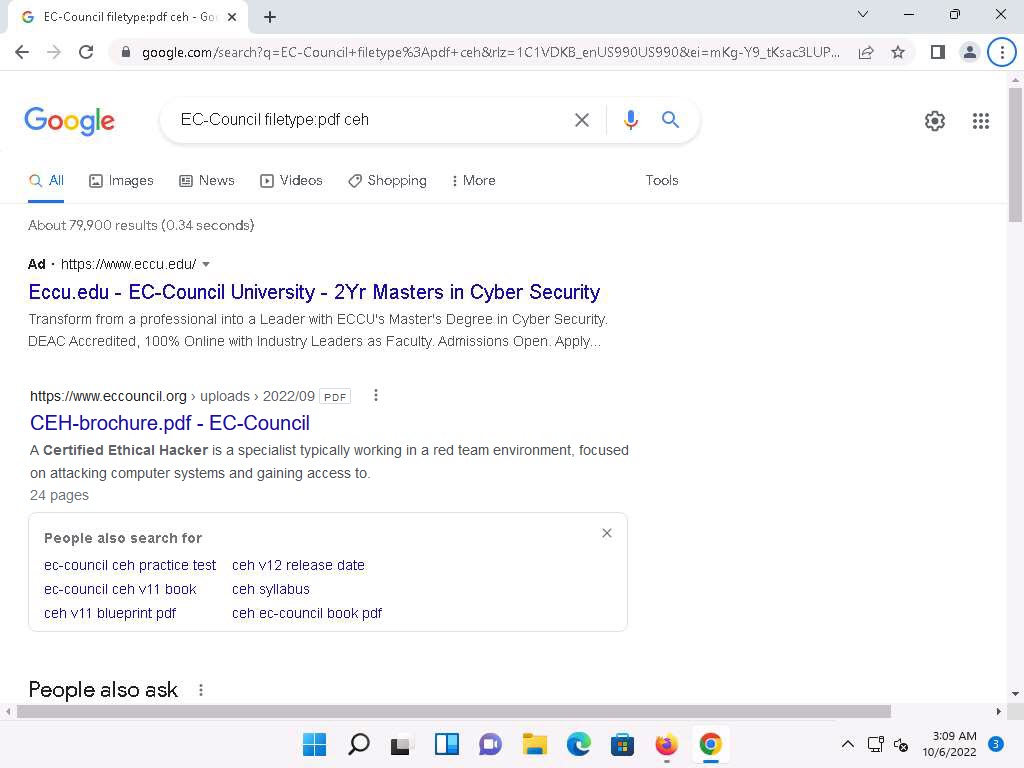 EC-Council filetype:pdf ceh - Goo
google.com/search?q=EC-Council+filetype%3Apdf+ceh&rlz=1C1VDKB_enUS990US990&ei=mKg-Y9_tKsac3LUP...
Google
EC-Council filetype:pdf ceh
All Images News Videos Shopping More Tools
About 79,900 results (0.34 seconds)
Ad · https://www.eccu.edu/
Eccu.edu - EC-Council University - 2Yr Masters in Cyber Security
Transform from a professional into a Leader with ECCU's Master's Degree in Cyber Security.
DEAC Accredited, 100% Online with Industry Leaders as Faculty. Admissions Open. Apply...
https://www.eccouncil.org › uploads › 2022/09 PDF
CEH-brochure.pdf - EC-Council
A Certified Ethical Hacker is a specialist typically working in a red team environment, focused
on attacking computer systems and gaining access to.
24 pages
People also search for
ec-council ceh practice test ceh v12 release date
ec-council ceh v11 book ceh syllabus
ceh v11 blueprint pdf ceh ec-council book pdf
People also ask
3:09 AM
10/6/2022 3